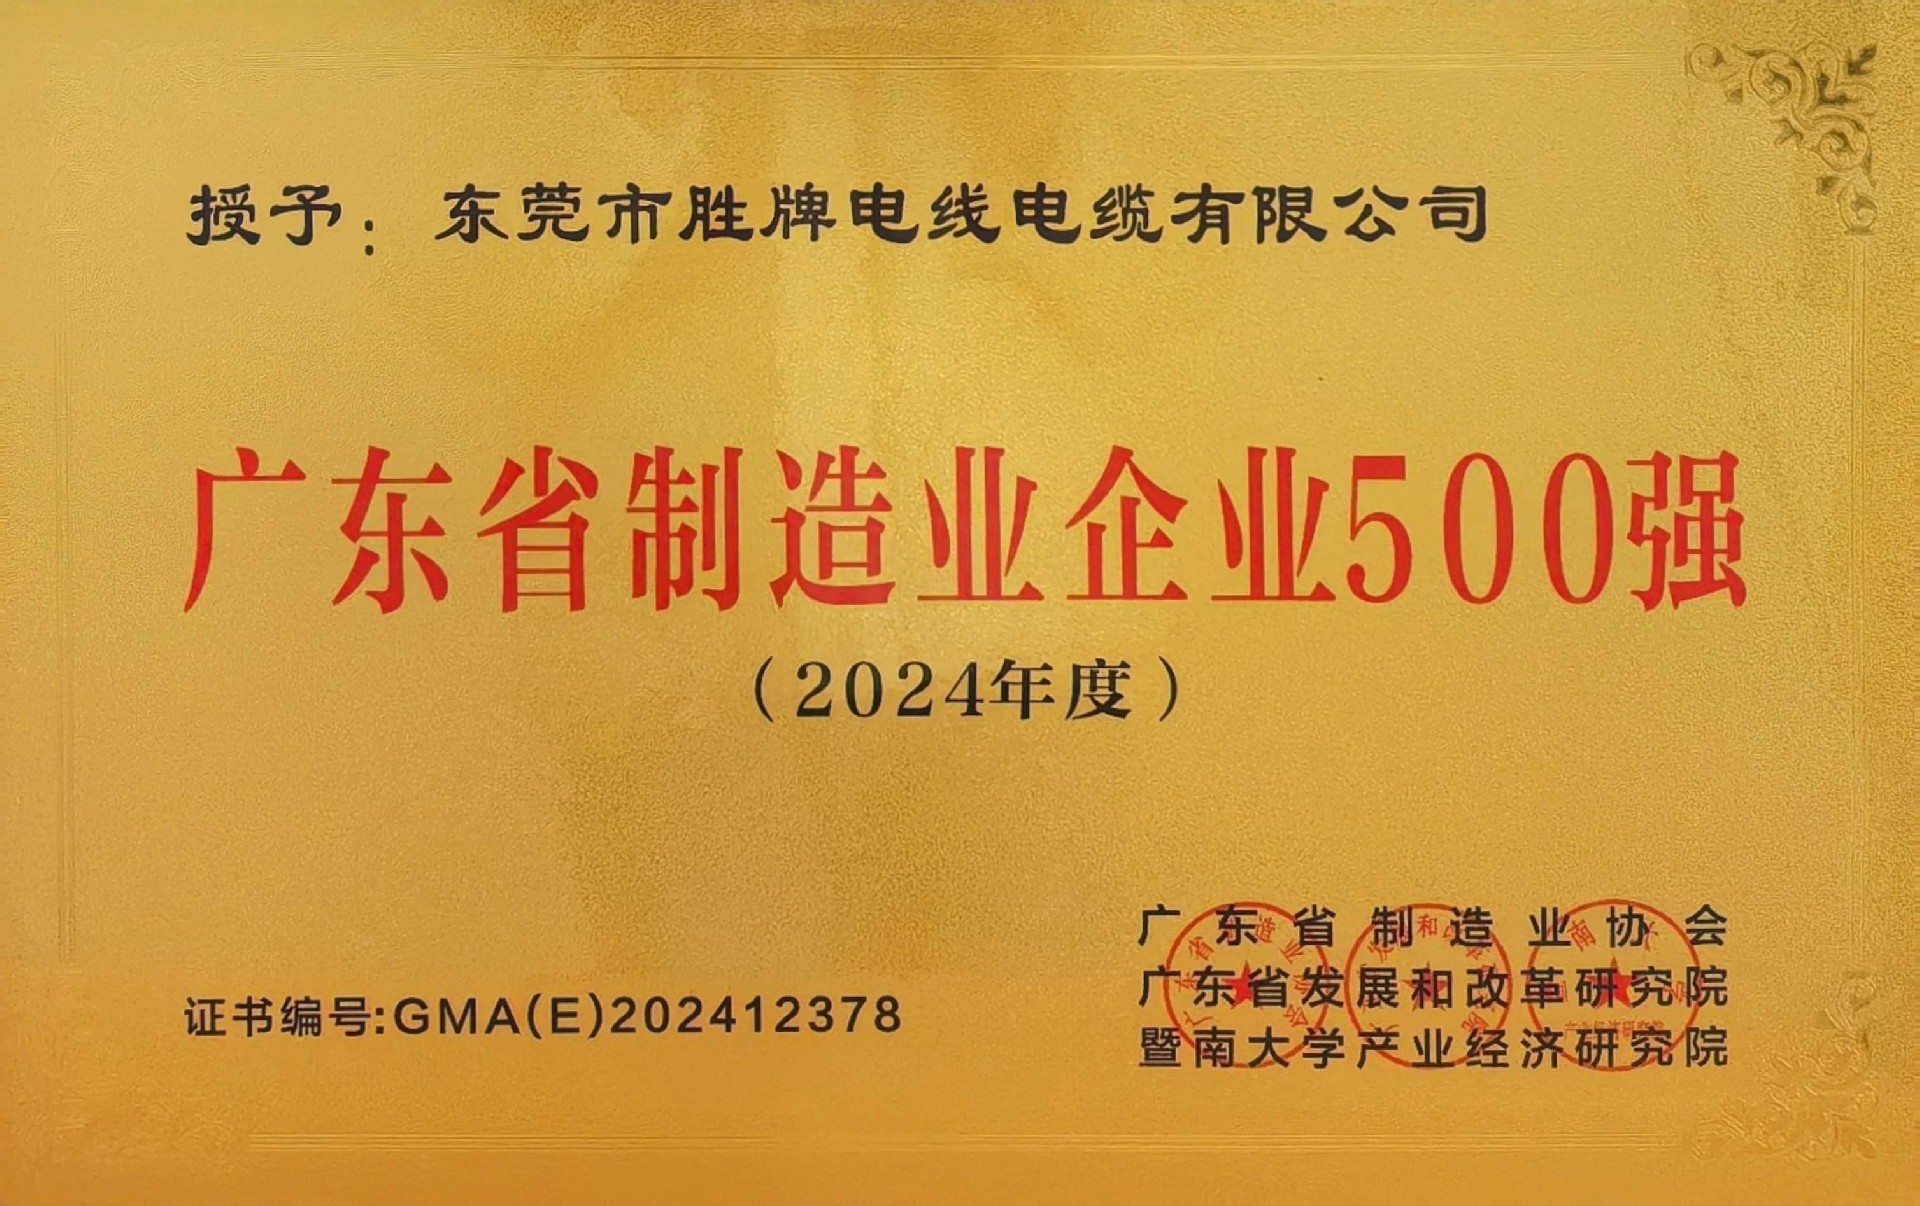 授予：东莞市胜牌电线电缆有限公司
广东省制造业企业500强
（2024年度）
证书编号:GMA(E)202412378
广东省制造业协会
广东省发展和改革研究院
暨南大学产业经济研究院